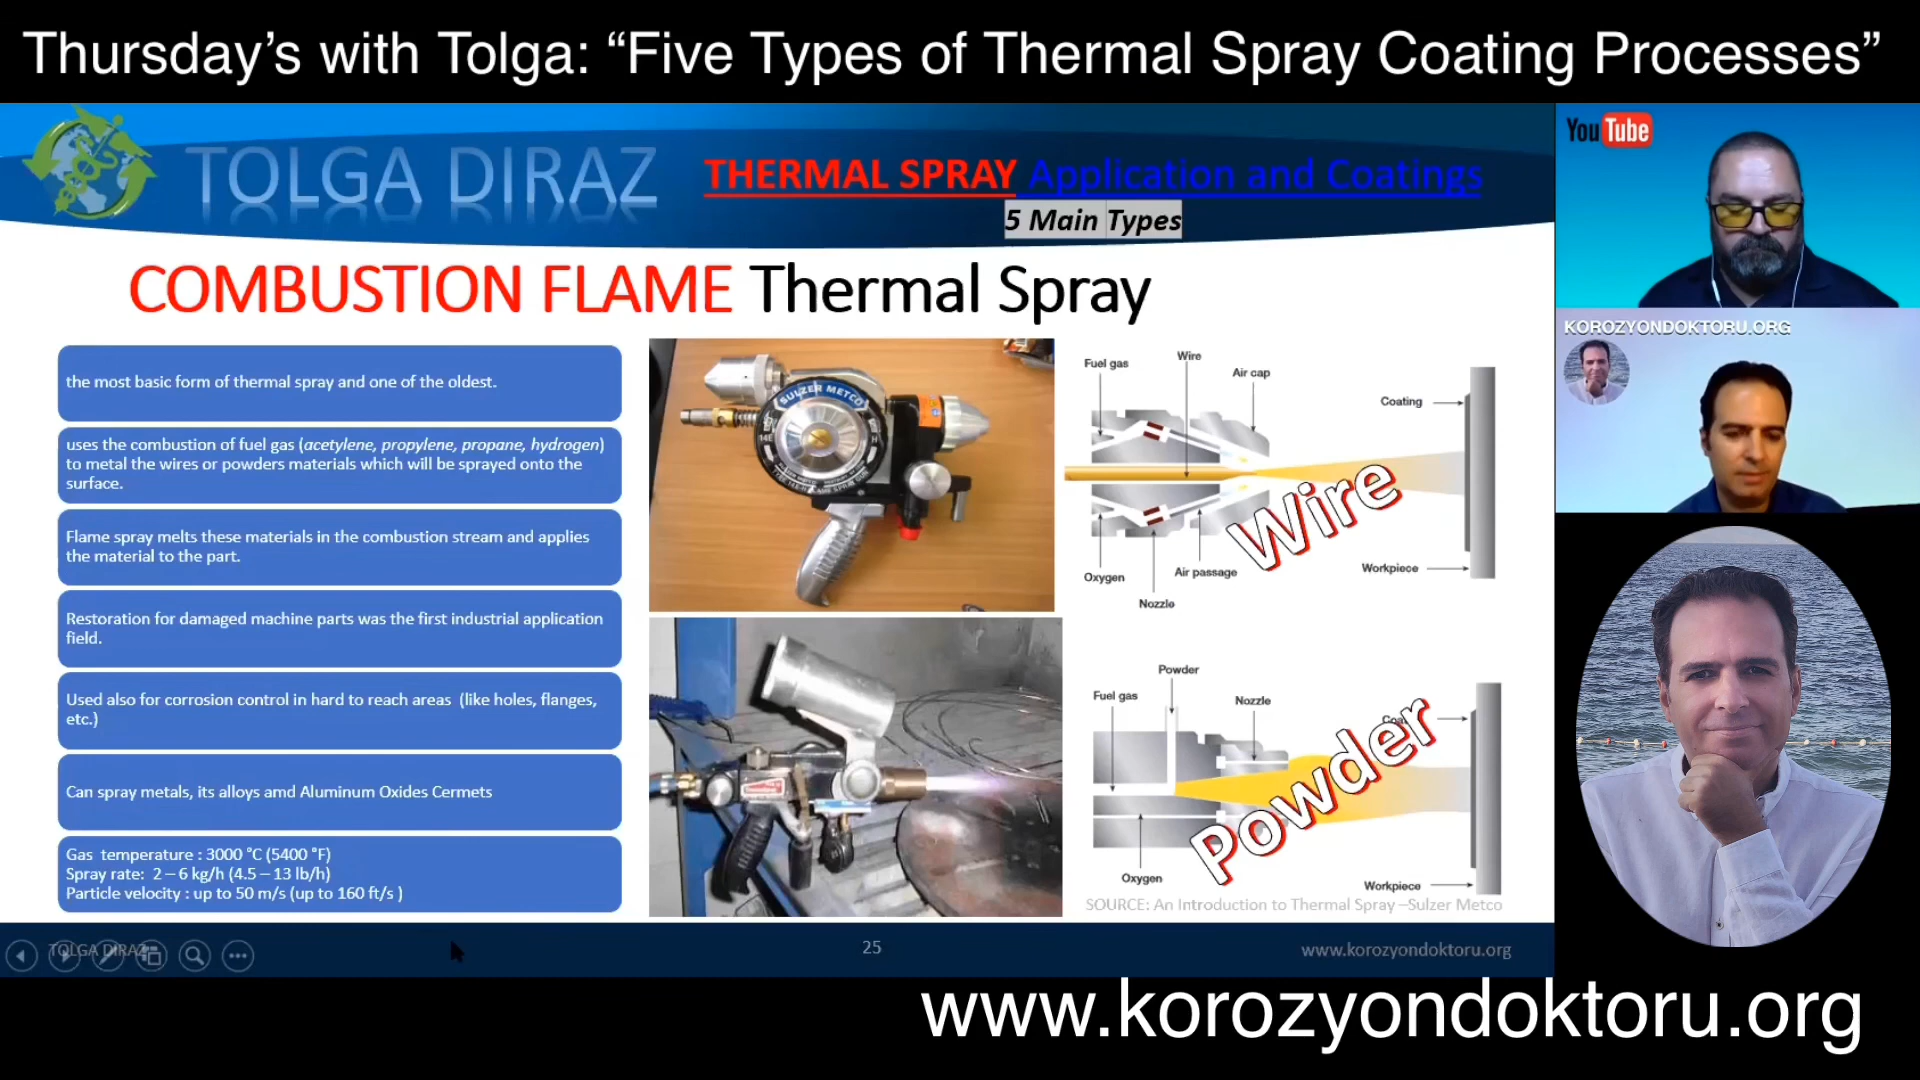 Thursday’s with Tolga: “Five Types of Thermal Spray Coating Processes”
TOLGA DIRAZ
THERMAL SPRAY Application and Coatings
5 Main Types
COMBUSTION FLAME Thermal Spray
the most basic form of thermal spray and one of the oldest.
uses the combustion of fuel gas (acetylene, propylene, propane, hydrogen)
to metal the wires or powders materials which will be sprayed onto the
surface.
Flame spray melts these materials in the combustion stream and applies
the material to the part.
Restoration for damaged machine parts was the first industrial application
field.
Used also for corrosion control in hard to reach areas (like holes, flanges,
etc.)
Can spray metals, its alloys amd Aluminum Oxides Cermets
Gas temperature : 3000 °C (5400 °F)
Spray rate: 2 – 6 kg/h (4.5 – 13 lb/h)
Particle velocity : up to 50 m/s (up to 160 ft/s )
SULZER METCO
14E
H
Fuel gas
Wire
Air cap
Coating
Wire
Oxygen
Air passage
Nozzle
Workpiece
Powder
Fuel gas
Nozzle
Powder
Oxygen
Workpiece
SOURCE: An Introduction to Thermal Spray –Sulzer Metco
TOLGA DIRAZ
25
www.korozyondoktoru.org
YouTube
KOROZYONDOKTORU.ORG
www.korozyondoktoru.org